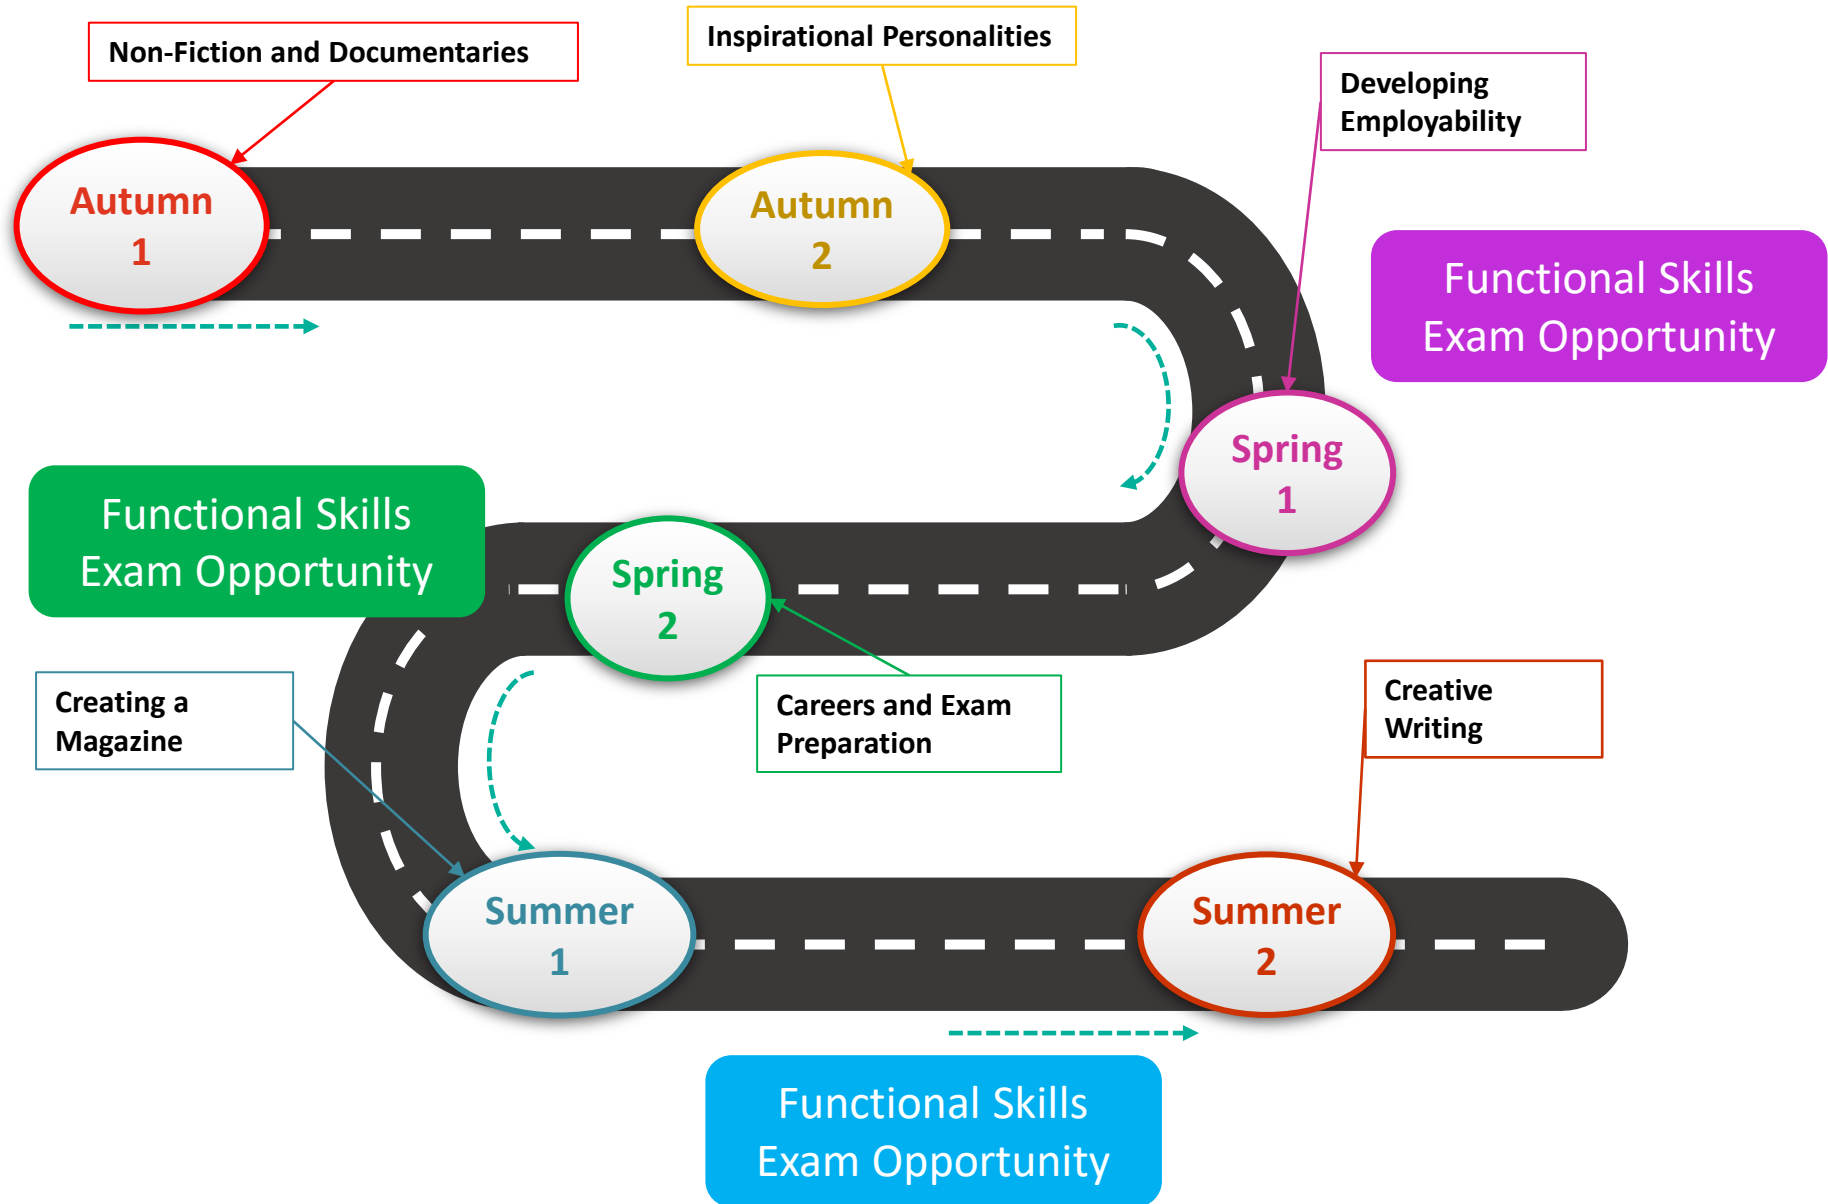 Non-Fiction and Documentaries
Inspirational Personalities
Developing
Employability
Autumn
1
Autumn
2
Functional Skills
Exam Opportunity
Spring
1
Functional Skills
Exam Opportunity
Spring
2
Creating a
Magazine
Careers and Exam
Preparation
Creative
Writing
Summer
1
Summer
2
Functional Skills
Exam Opportunity